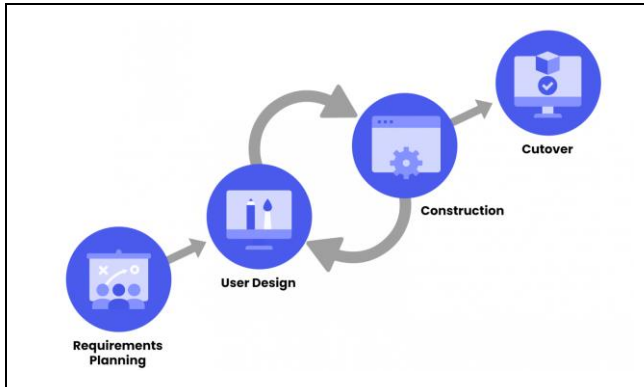 Requirements
Planning
User Design
Construction
Cutover